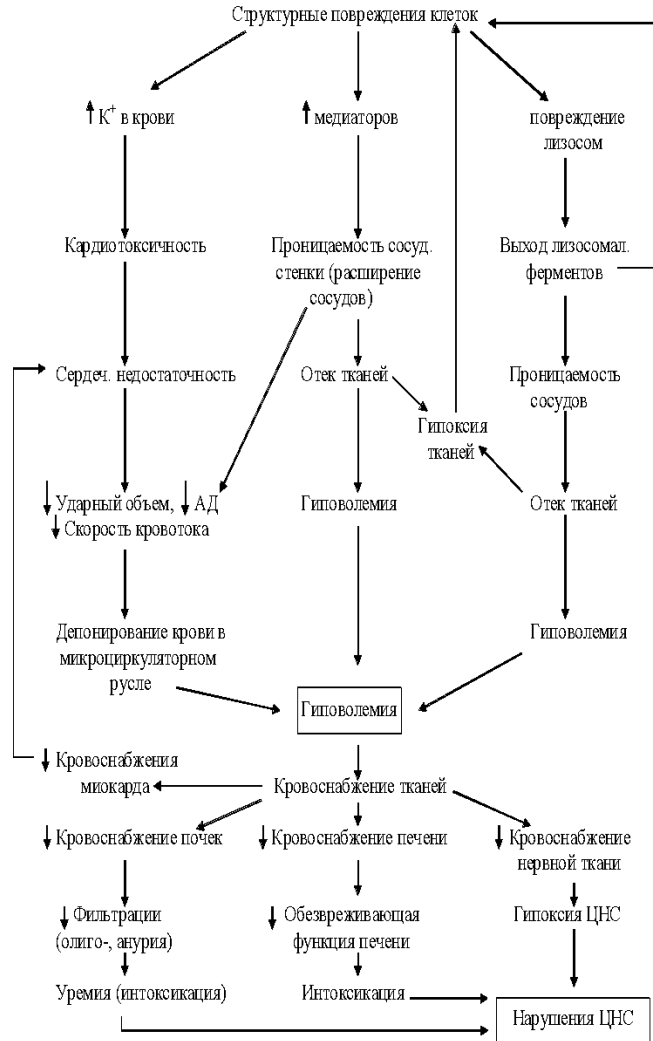 Структурные повреждения клеток
K⁺ в крови
медиаторов
повреждение
лизосом
Кардиотоксичность
Проницаемость сосуд.
стенки (расширение
сосудов)
Выход лизосомал.
ферментов
Сердеч. недостаточность
Отек тканей
Проницаемость
сосудов
Гипоксия
тканей
Ударный объем, АД
Скорость кровотока
Гиповолемия
Отек тканей
Депонирование крови в
микроциркуляторном
русле
Гиповолемия
Гиповолемия
Кровоснабжения
миокарда
Кровоснабжение тканей
Кровоснабжение почек
Кровоснабжение печени
Кровоснабжение
нервной ткани
Фильтрации
(олиго-, анурия)
Обезвреживающая
функция печени
Гипоксия ЦНС
Уремия (интоксикация)
Интоксикация
Нарушения ЦНС